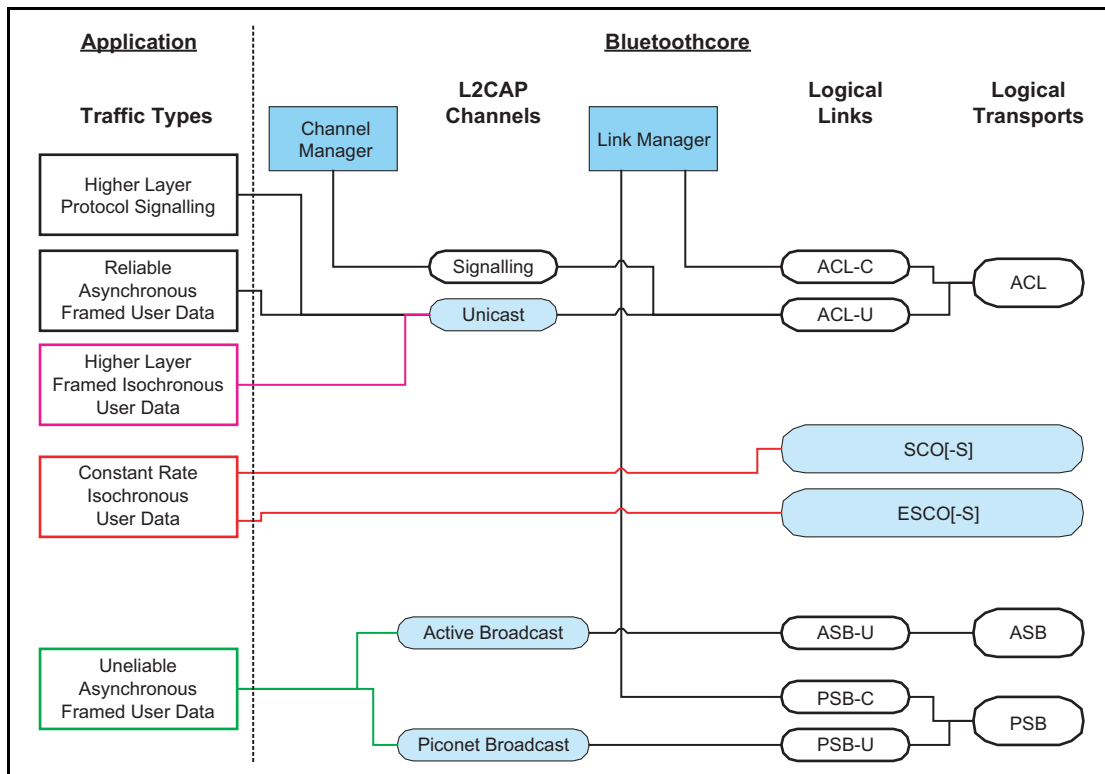 Application
Bluetoothcore
Traffic Types
L2CAP
Channels
Logical
Links
Logical
Transports
Channel
Manager
Link Manager
Higher Layer
Protocol Signalling
Reliable
Asynchronous
Framed User Data
Higher Layer
Framed Isochronous
User Data
Constant Rate
Isochronous
User Data
Uneliable
Asynchronous
Framed User Data
Signalling
Unicast
Active Broadcast
Piconet Broadcast
ACL-C
ACL-U
SCO[-S]
ESCO[-S]
ASB-U
PSB-C
PSB-U
ACL
ASB
PSB